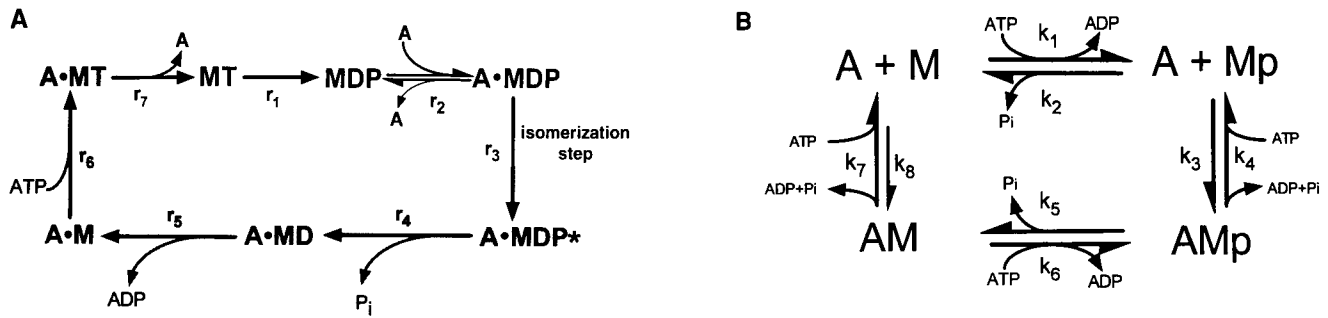 A
A
A
A•MT
MT
MDP
A•MDP
r7
r1
A
r2
r6
ATP
r3
isomerization
step
A•M
r5
A•MD
r4
A•MDP*
ADP
Pi
B
ATP
k1
ADP
A + M
A + Mp
k2
Pi
ATP
k7
k8
ADP+Pi
k3
k4
ATP
ADP+Pi
Pi
k5
AM
AMp
ATP
k6
ADP